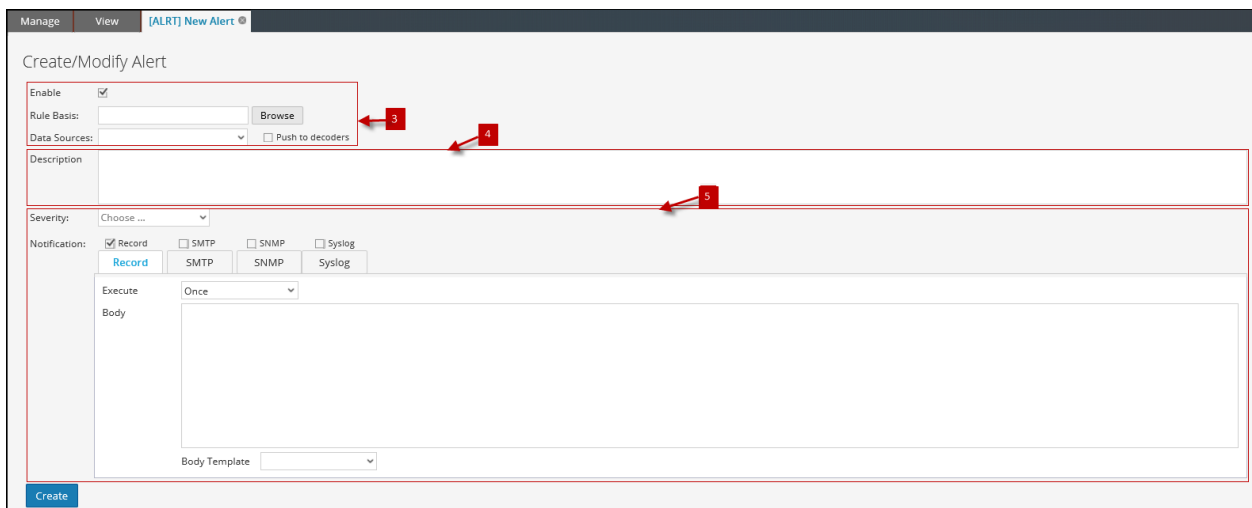 Manage View [ALRT] New Alert
Create/Modify Alert
Enable
Rule Basis: Browse
3
Data Sources: Push to decoders
4
Description
5
Severity: Choose ...
Notification: Record SMTP SNMP Syslog
Record SMTP SNMP Syslog
Execute Once
Body
Body Template
Create